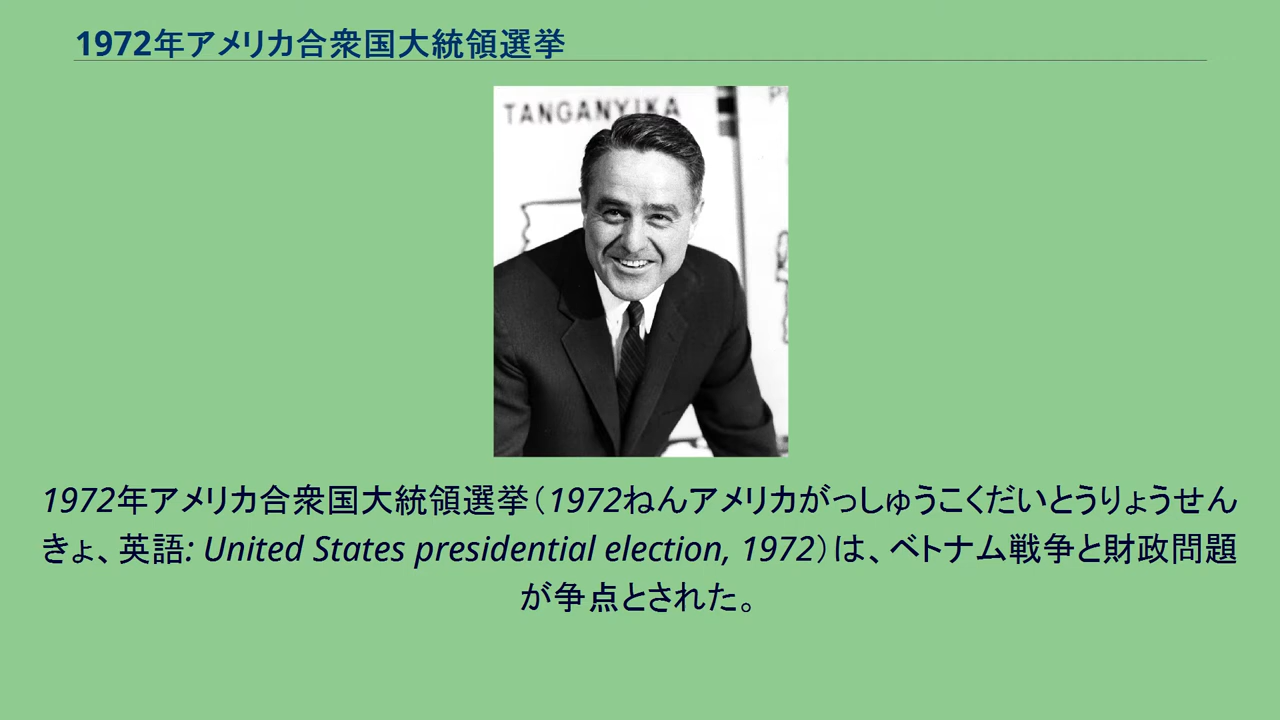 1972年アメリカ合衆国大統領選挙
TANGANYIKA
1972年アメリカ合衆国大統領選挙（1972ねんアメリカがっしゅうこくだいとうりょうせん
きょ、英語: United States presidential election, 1972）は、ベトナム戦争と財政問題
が争点とされた。